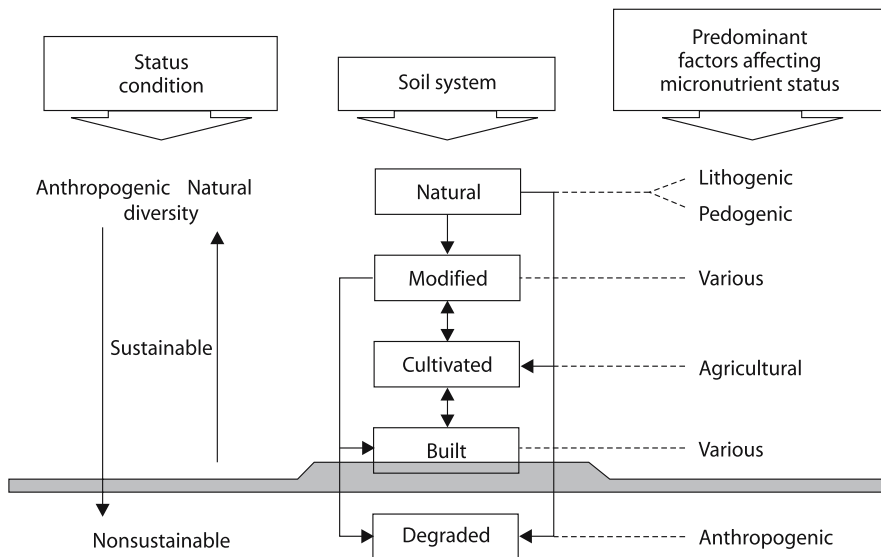 Status
condition
Soil system
Predominant
factors affecting
micronutrient status
Anthropogenic Natural
diversity
Sustainable
Nonsustainable
Natural
Modified
Cultivated
Built
Degraded
Lithogenic
Pedogenic
Various
Agricultural
Various
Anthropogenic